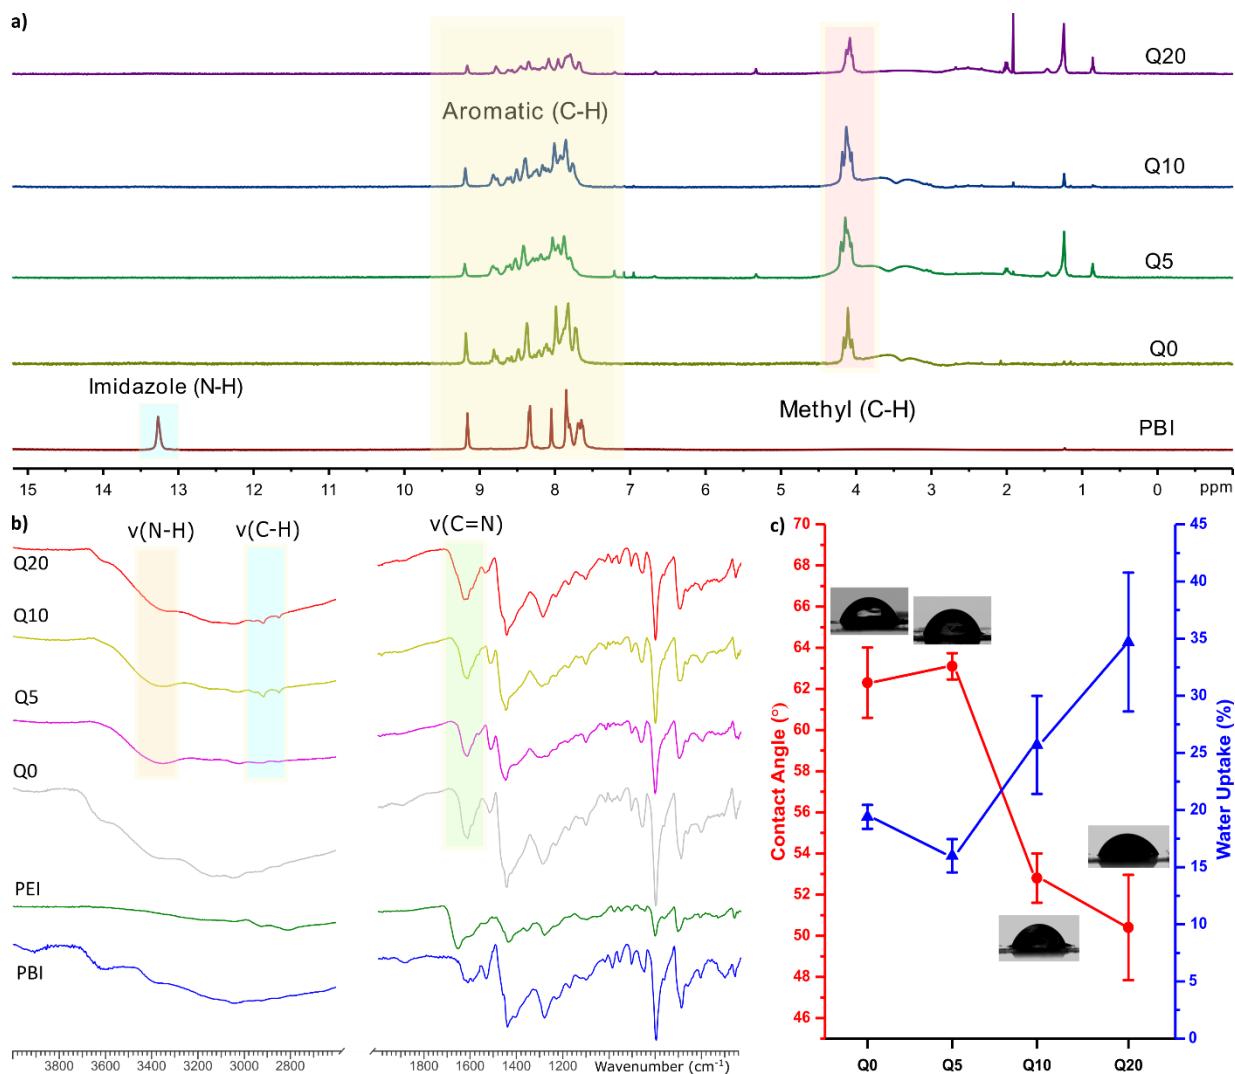 a)
Q20
Aromatic (C-H)
Q10
Q5
Q0
Imidazole (N-H)
Methyl (C-H)
PBI
15 14 13 12 11 10 9 8 7 6 5 4 3 2 1 0 ppm
b)
ν(N-H)
ν(C-H)
ν(C=N)
Q20
Q10
Q5
Q0
PEI
PBI
3800 3600 3400 3200 3000 2800
1800 1600 1400 1200
Wavenumber (cm-1)
c)
70
68
66
64
62
60
58
56
54
52
50
48
46
Contact Angle (°)
45
40
35
30
25
20
15
10
5
0
Water Uptake (%)
Q0 Q5 Q10 Q20